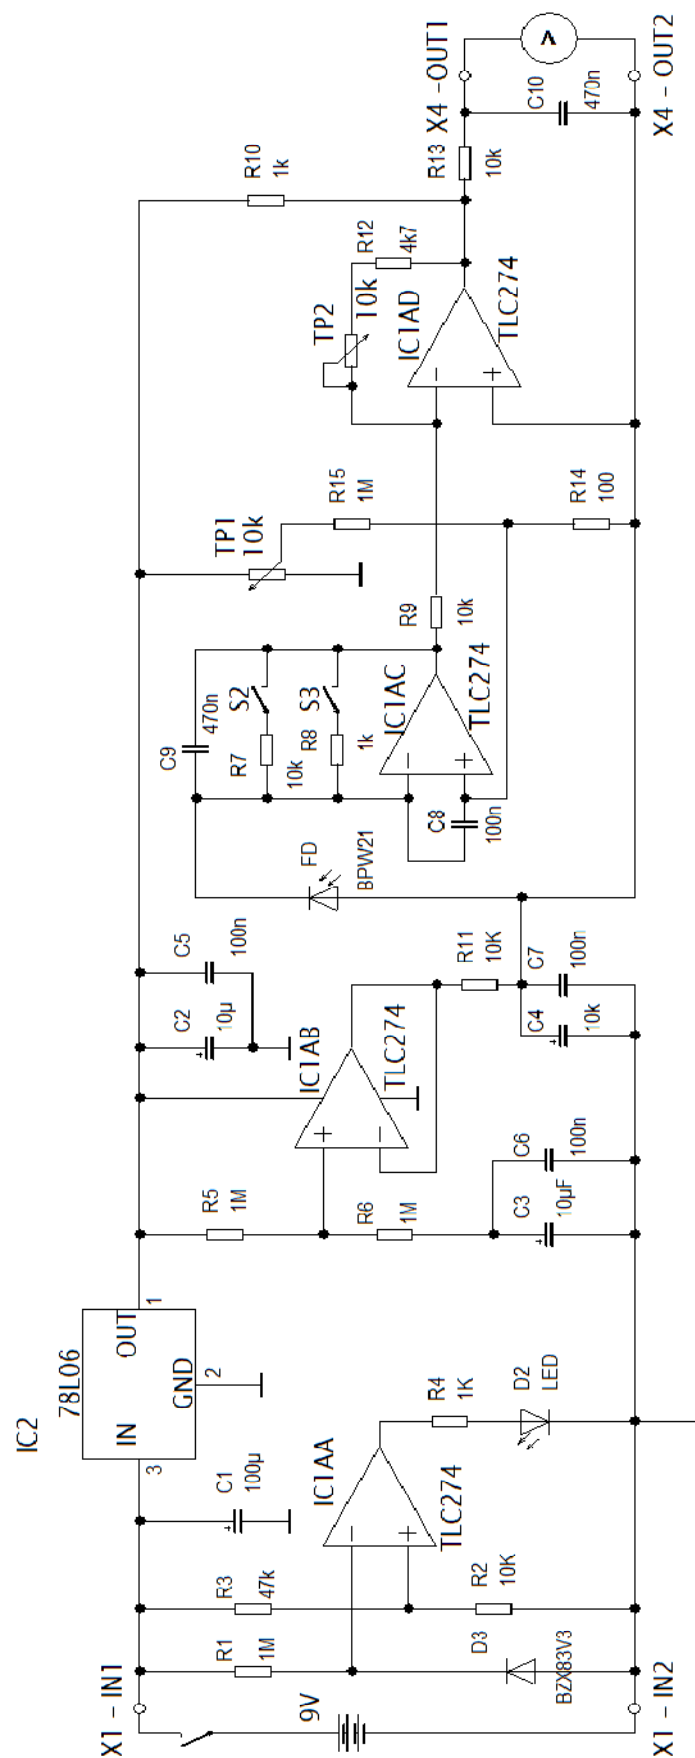 X1 - IN1
9V
X1 - IN2
R1
1M
D3
BZX83V3
R3
47k
R2
10K
C1
100µ
-
+
IC1AA
TLC274
R4
1K
D2
LED
IC2
78L06
IN
OUT
GND
3
1
2
R5
1M
R6
1M
C3
10µF
C6
100n
+
-
IC1AB
TLC274
C2
10µ
C5
100n
R11
10K
C4
10k
C7
100n
FD
BPW21
C9
470n
R7
10k
S2
R8
1k
S3
C8
100n
-
+
IC1AC
TLC274
R9
10k
TP1
10k
R15
1M
R14
100
TP2
10k
R12
4k7
-
+
IC1AD
TLC274
R10
1k
R13
10k
C10
470n
V
X4 -OUT1
X4 - OUT2